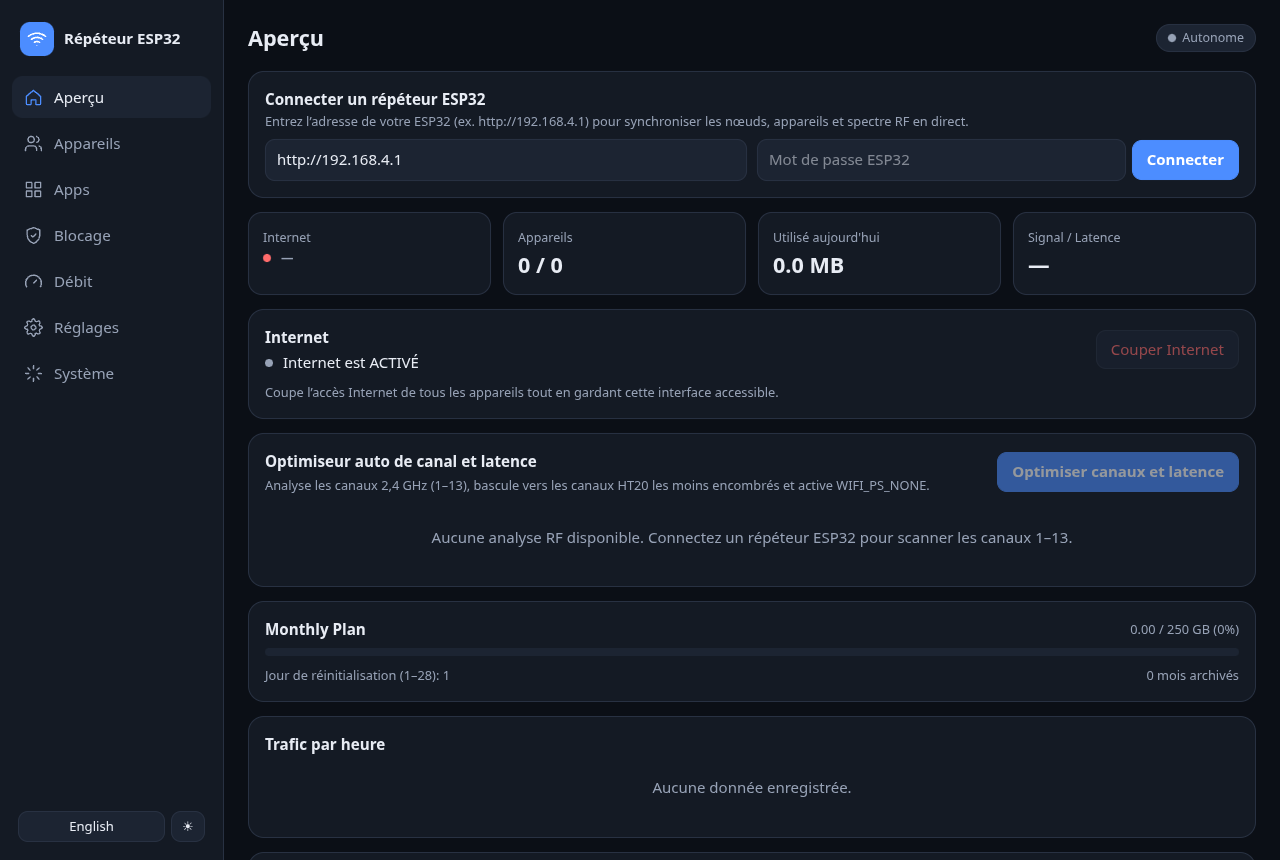 Répéteur ESP32
Aperçu
Appareils
Apps
Blocage
Débit
Réglages
Système
English
Aperçu
Autonome
Connecter un répéteur ESP32
Entrez l’adresse de votre ESP32 (ex. http://192.168.4.1) pour synchroniser les nœuds, appareils et spectre RF en direct.
http://192.168.4.1
Mot de passe ESP32
Connecter
Internet
—
Appareils
0 / 0
Utilisé aujourd'hui
0.0 MB
Signal / Latence
—
Internet
Internet est ACTIVÉ
Couper Internet
Coupe l’accès Internet de tous les appareils tout en gardant cette interface accessible.
Optimiseur auto de canal et latence
Analyse les canaux 2,4 GHz (1–13), bascule vers les canaux HT20 les moins encombrés et active WIFI_PS_NONE.
Optimiser canaux et latence
Aucune analyse RF disponible. Connectez un répéteur ESP32 pour scanner les canaux 1–13.
Monthly Plan
0.00 / 250 GB (0%)
Jour de réinitialisation (1–28): 1
0 mois archivés
Trafic par heure
Aucune donnée enregistrée.